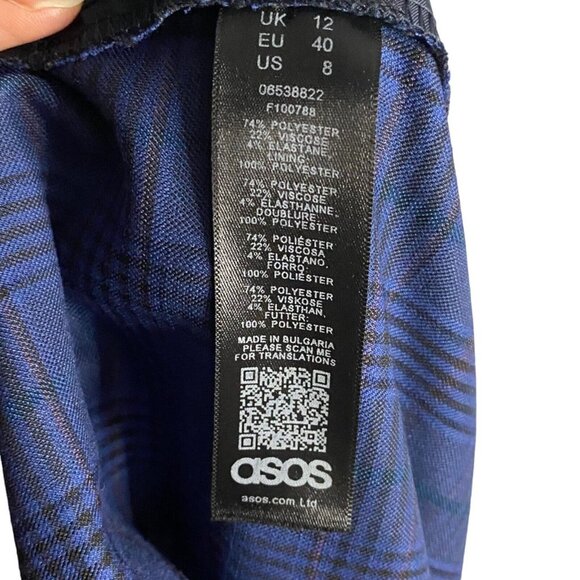 UK 12
EU 40
US 8
06538822
F100788
74% POLYESTER
22% VISCOSE
4% ELASTANE,
LINING
100% POLYESTER
74% POLYESTER
22% VISCOSE
4% ÉLASTHANNE,
DOUBLURE.
100% POLYESTER
74% POLIÉSTER
22% VISCOSA
4% ELASTANO,
FORRO:
100% POLIÉSTER
74% POLYESTER
22% VISKOSE
4% ELASTHAN,
FUTTER:
100% POLYESTER
MADE IN BULGARIA
PLEASE SCAN ME
FOR TRANSLATIONS
asos
asos.com Ltd